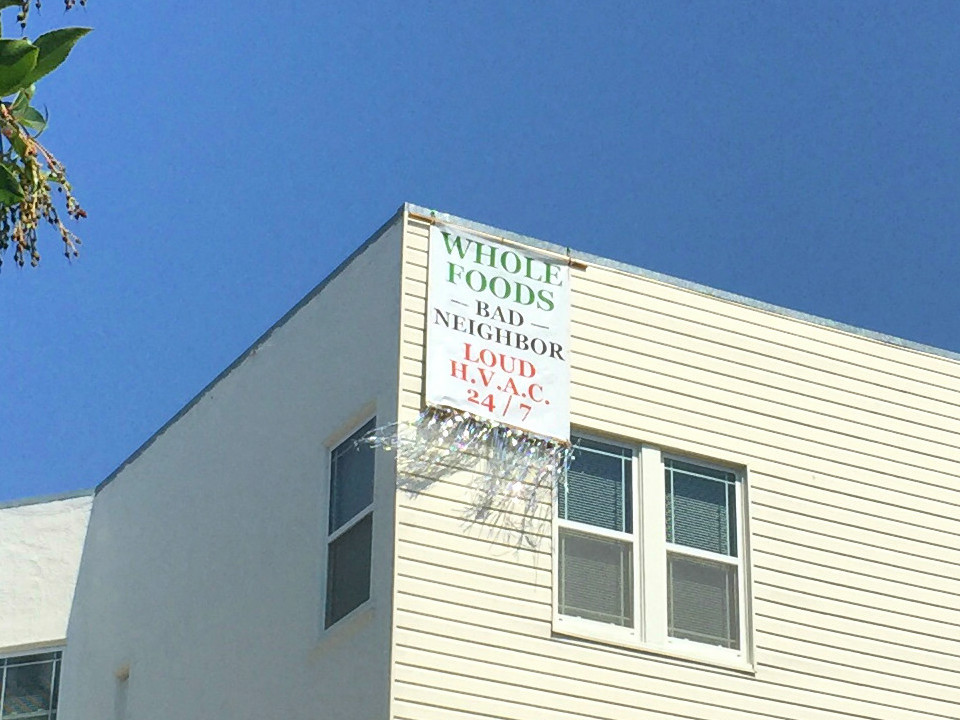 WHOLE
FOODS
— BAD —
NEIGHBOR
LOUD
H.V.A.C.
24/7